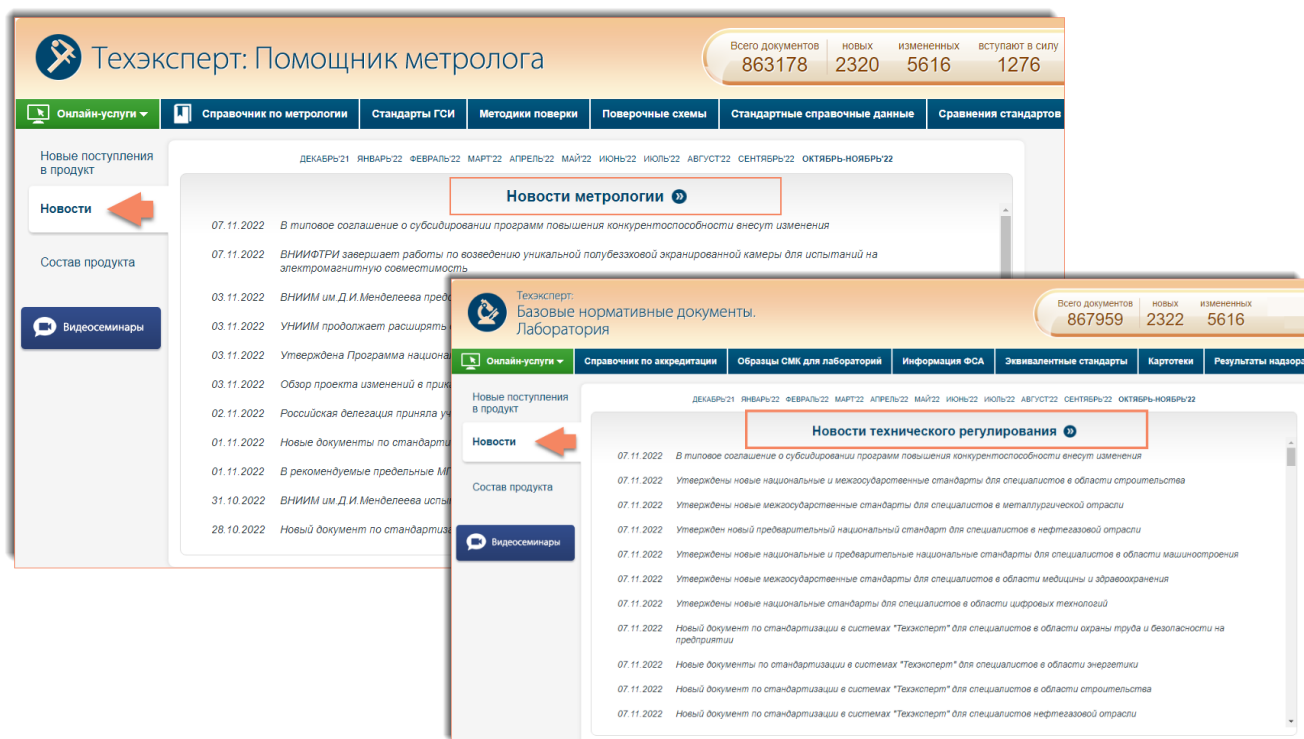 Техэксперт: Помощник метролога
Всего документов новых измененных вступают в силу
863178 2320 5616 1276
Онлайн-услуги Справочник по метрологии Стандарты ГСИ Методики поверки Поверочные схемы Стандартные справочные данные Сравнения стандартов
Новые поступления
в продукт
Новости
Состав продукта
Видеосеминары
ДЕКАБРЬ'21 ЯНВАРЬ'22 ФЕВРАЛЬ'22 МАРТ'22 АПРЕЛЬ'22 МАЙ'22 ИЮНЬ'22 ИЮЛЬ'22 АВГУСТ'22 СЕНТЯБРЬ'22 ОКТЯБРЬ-НОЯБРЬ'22
Новости метрологии
07.11.2022 В типовое соглашение о субсидировании программ повышения конкурентоспособности внесут изменения
07.11.2022 ВНИИФТРИ завершает работы по возведению уникальной полубезэховой экранированной камеры для испытаний на
электромагнитную совместимость
03.11.2022 ВНИИМ им.Д.И.Менделеева
03.11.2022 УНИИМ продолжает расширять
03.11.2022 Утверждена Программа
03.11.2022 Обзор проекта изменений в
02.11.2022 Российская делегация приняла
01.11.2022 Новые документы по
01.11.2022 В рекомендуемые предельные
31.10.2022 ВНИИМ им.Д.И.Менделеева
28.10.2022 Новый документ по
Техэксперт:
Базовые нормативные документы.
Лаборатория
Всего документов новых измененных
867959 2322 5616
Онлайн-услуги Справочник по аккредитации Образцы СМК для лабораторий Информация ФСА Эквивалентные стандарты Картотеки Результаты надзора
Новые поступления
в продукт
Новости
Состав продукта
Видеосеминары
ДЕКАБРЬ'21 ЯНВАРЬ'22 ФЕВРАЛЬ'22 МАРТ'22 АПРЕЛЬ'22 МАЙ'22 ИЮНЬ'22 ИЮЛЬ'22 АВГУСТ'22 СЕНТЯБРЬ'22 ОКТЯБРЬ-НОЯБРЬ'22
Новости технического регулирования
07.11.2022 В типовое соглашение о субсидировании программ повышения конкурентоспособности внесут изменения
07.11.2022 Утверждены новые национальные и межгосударственные стандарты для специалистов в области строительства
07.11.2022 Утверждены новые межгосударственные стандарты для специалистов в металлургической отрасли
07.11.2022 Утвержден новый предварительный национальный стандарт для специалистов в нефтегазовой отрасли
07.11.2022 Утверждены новые национальные и предварительные национальные стандарты для специалистов в области машиностроения
07.11.2022 Утверждены новые межгосударственные стандарты для специалистов в области медицины и здравоохранения
07.11.2022 Утверждены новые национальные стандарты для специалистов в области цифровых технологий
07.11.2022 Новый документ по стандартизации в системах "Техэксперт" для специалистов в области охраны труда и безопасности на
предприятии
07.11.2022 Новые документы по стандартизации в системах "Техэксперт" для специалистов в области энергетики
07.11.2022 Новый документ по стандартизации в системах "Техэксперт" для специалистов в области строительства
07.11.2022 Новый документ по стандартизации в системах "Техэксперт" для специалистов нефтегазовой отрасли